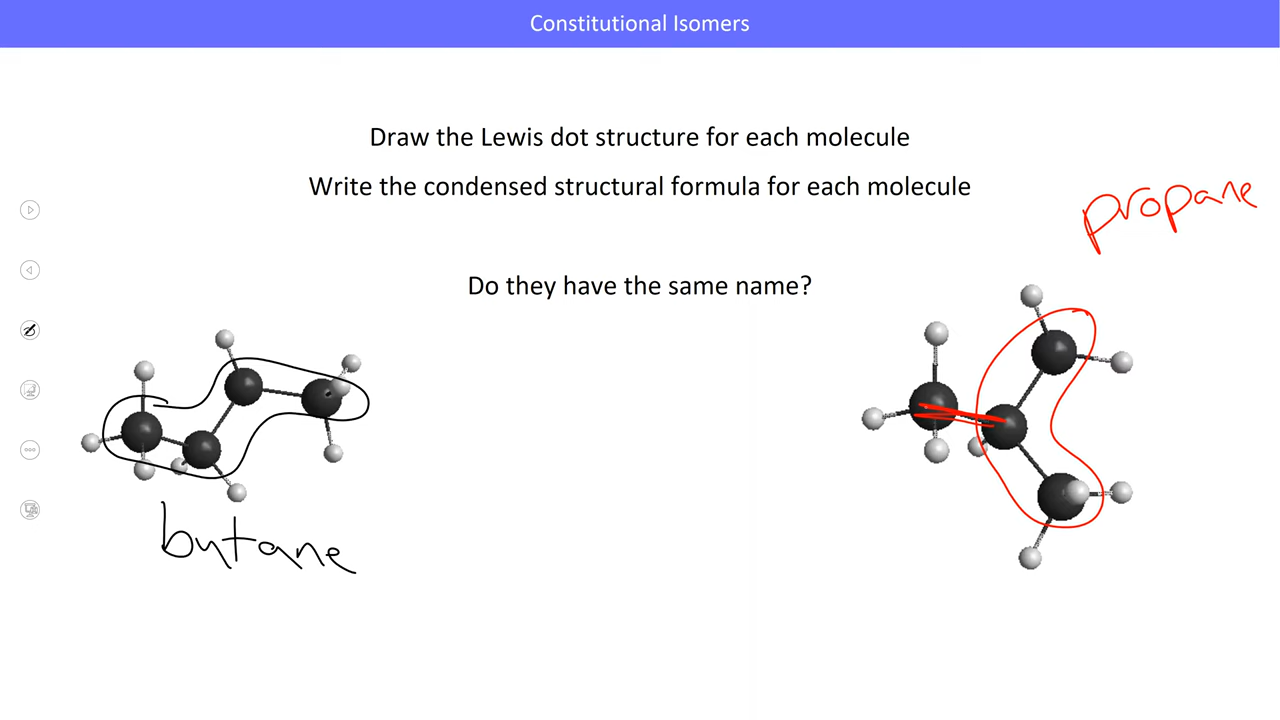 Constitutional Isomers
Draw the Lewis dot structure for each molecule
Write the condensed structural formula for each molecule
propane
Do they have the same name?
butane